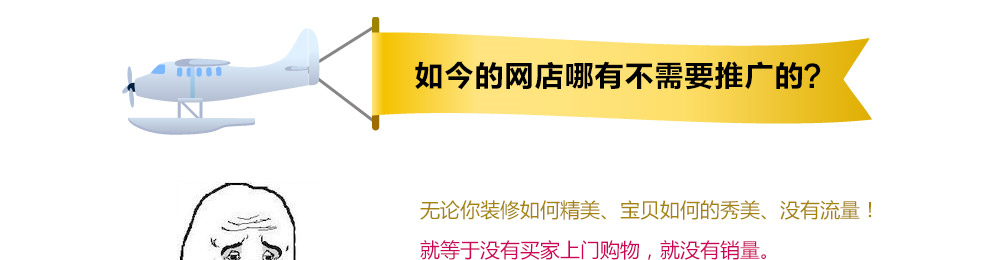 如今的网店哪有不需要推广的？
无论你装修如何精美、宝贝如何的秀美、没有流量！
就等于没有买家上门购物，就没有销量。